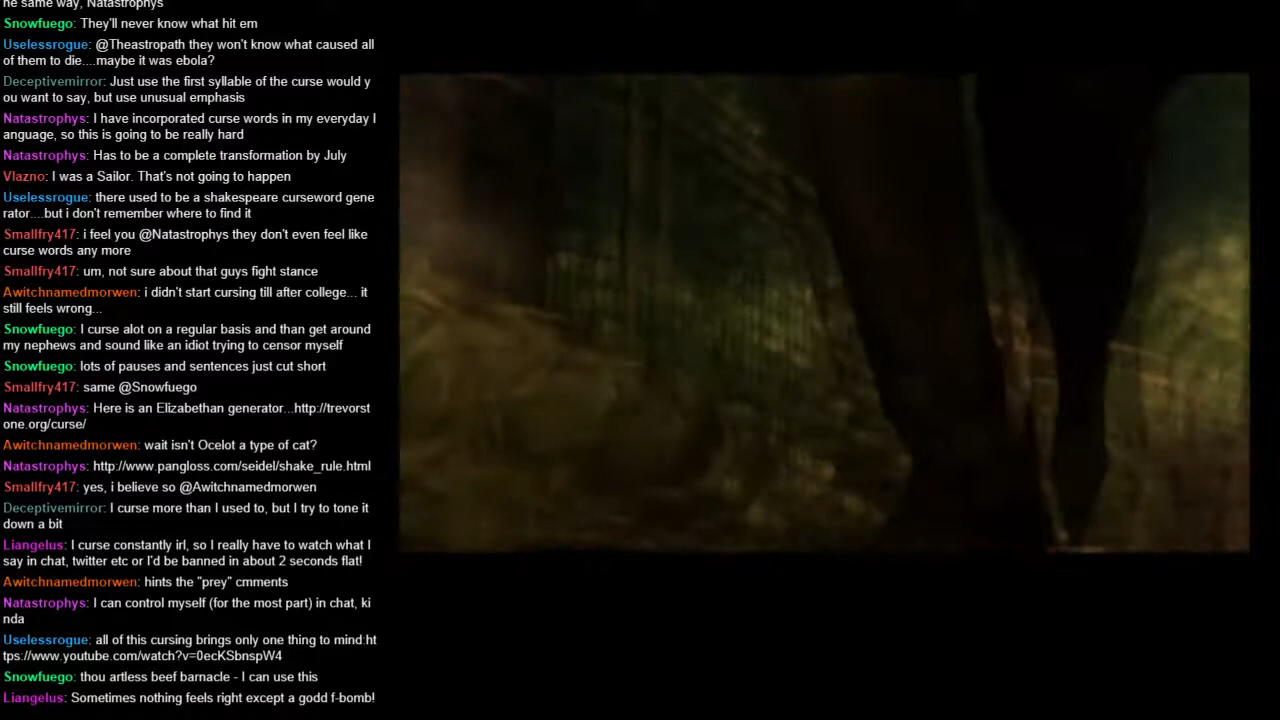 he same way, Natastrophys
Snowfuego: They'll never know what hit em
Uselessrogue: @Theastropath they won't know what caused all
of them to die....maybe it was ebola?
Deceptivemirror: Just use the first syllable of the curse would y
ou want to say, but use unusual emphasis
Natastrophys: I have incorporated curse words in my everyday l
anguage, so this is going to be really hard
Natastrophys: Has to be a complete transformation by July
Vlazno: I was a Sailor. That's not going to happen
Uselessrogue: there used to be a shakespeare curseword gene
rator....but i don't remember where to find it
Smallfry417: i feel you @Natastrophys they don't even feel like
curse words any more
Smallfry417: um, not sure about that guys fight stance
Awitchnamedmorwen: i didn't start cursing till after college... it
still feels wrong...
Snowfuego: I curse alot on a regular basis and than get around
my nephews and sound like an idiot trying to censor myself
Snowfuego: lots of pauses and sentences just cut short
Smallfry417: same @Snowfuego
Natastrophys: Here is an Elizabethan generator...http://trevorst
one.org/curse/
Awitchnamedmorwen: wait isn't Ocelot a type of cat?
Natastrophys: http://www.pangloss.com/seidel/shake_rule.html
Smallfry417: yes, i believe so @Awitchnamedmorwen
Deceptivemirror: I curse more than I used to, but I try to tone it
down a bit
Liangelus: I curse constantly irl, so I really have to watch what I
say in chat, twitter etc or I'd be banned in about 2 seconds flat!
Awitchnamedmorwen: hints the "prey" cmments
Natastrophys: I can control myself (for the most part) in chat, ki
nda
Uselessrogue: all of this cursing brings only one thing to mind:ht
tps://www.youtube.com/watch?v=0ecKSbnspW4
Snowfuego: thou artless beef barnacle - I can use this
Liangelus: Sometimes nothing feels right except a godd f-bomb!